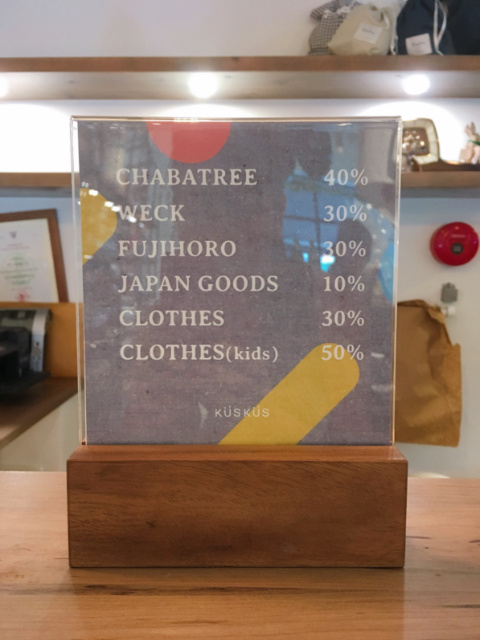 CHABATREE 40%
WECK 30%
FUJIHORO 30%
JAPAN GOODS 10%
CLOTHES 30%
CLOTHES(kids) 50%
KÜSKÜS